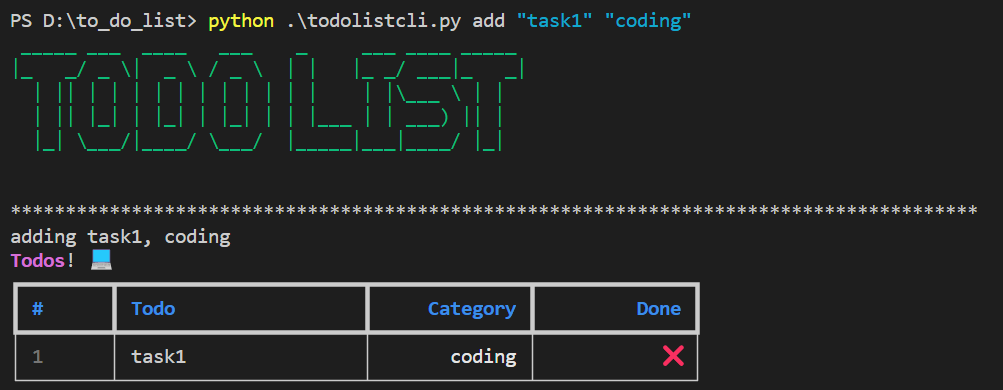 PS D:\to_do_list> python .\todolistcli.py add "task1" "coding"
TODO LIST
****************************************************************************************
adding task1, coding
Todos! 💻
# Todo Category Done
1 task1 coding ❌